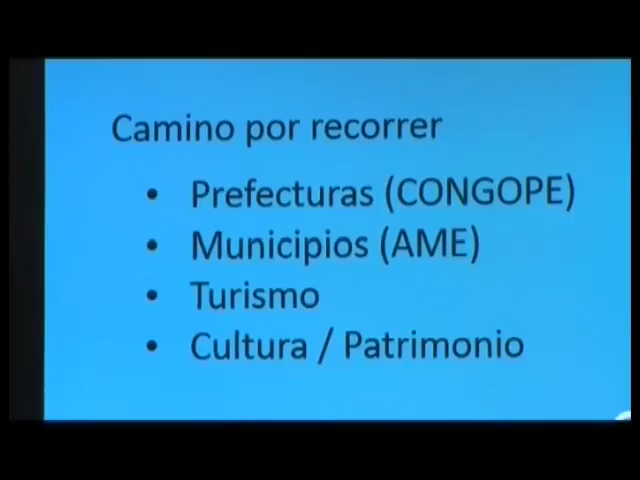 Camino por recorrer
• Prefecturas (CONGOPE)
• Municipios (AME)
• Turismo
• Cultura / Patrimonio